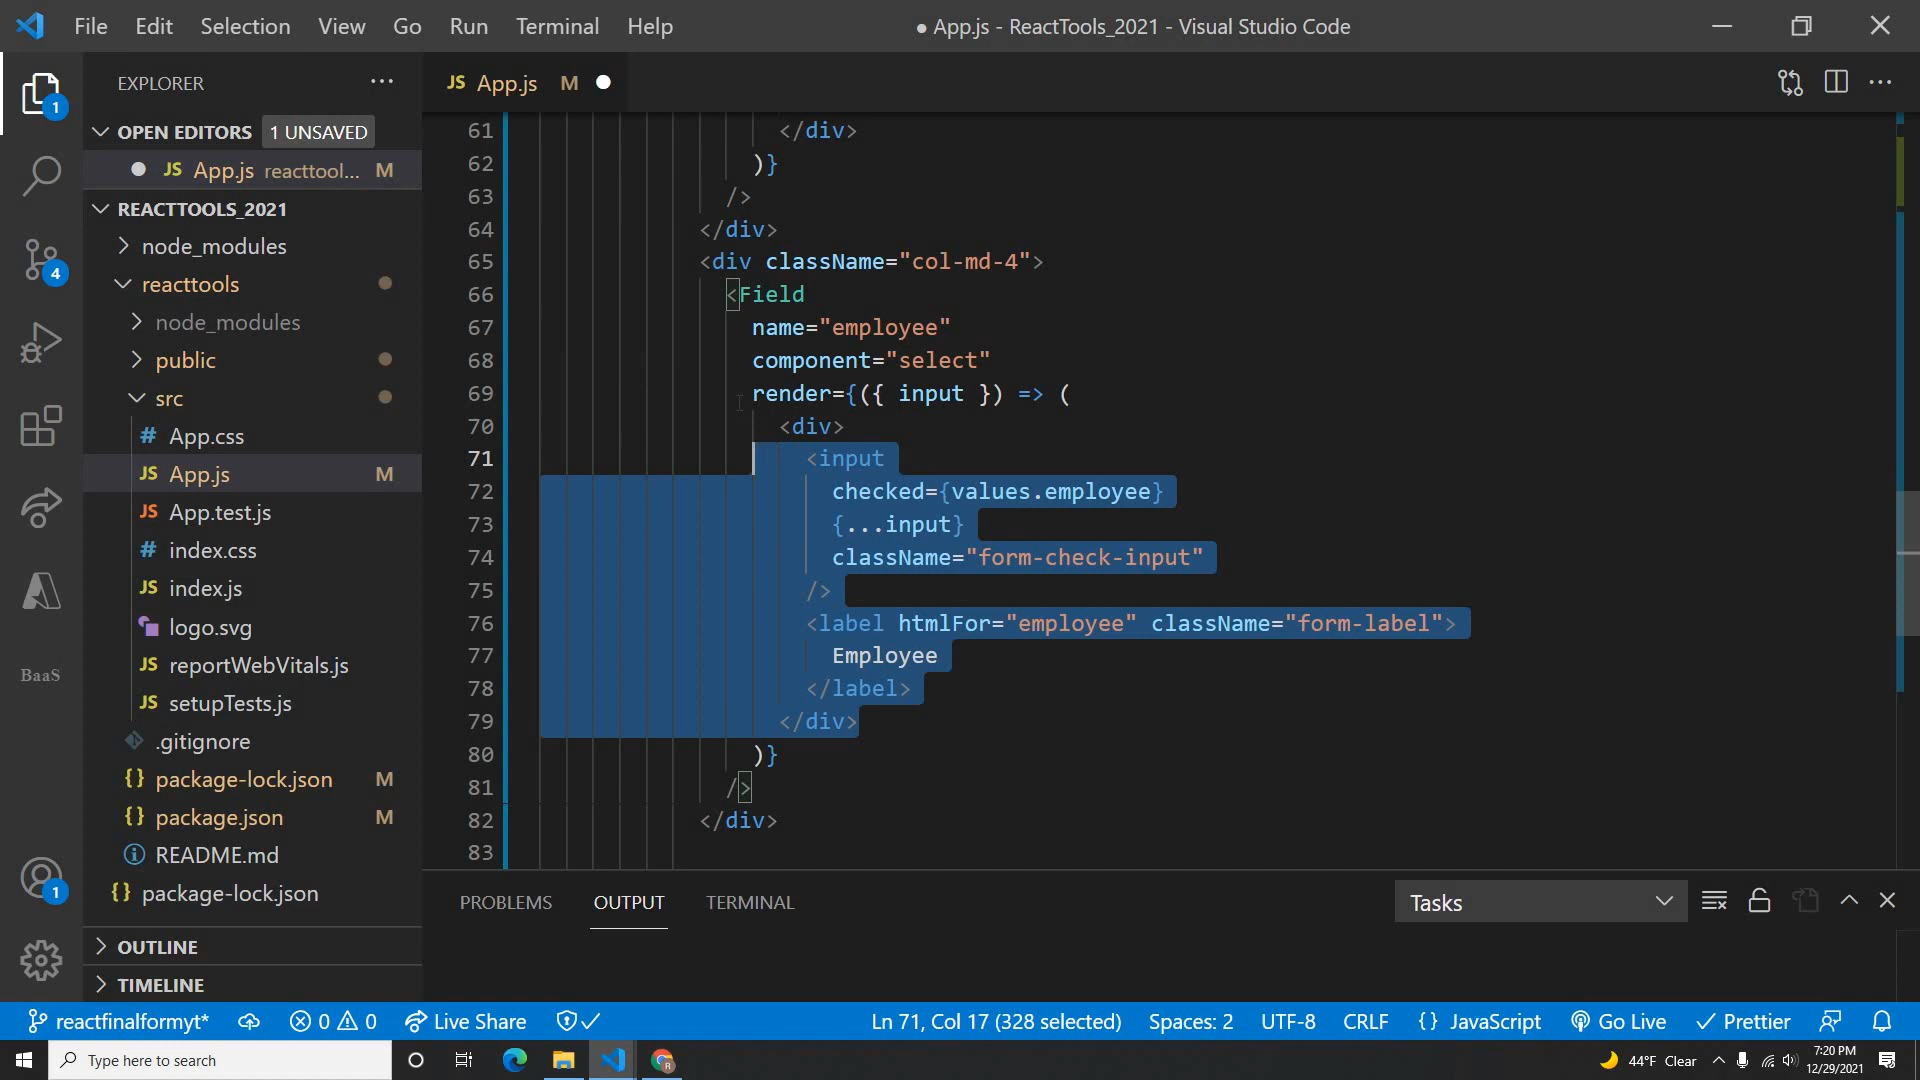 File Edit Selection View Go Run Terminal Help
● App.js - ReactTools_2021 - Visual Studio Code
EXPLORER
JS App.js M
1
OPEN EDITORS 1 UNSAVED
JS App.js reacttool... M
REACTTOOLS_2021
node_modules
4
reacttools
node_modules
public
src
# App.css
JS App.js M
JS App.test.js
# index.css
JS index.js
logo.svg
BaaS
JS reportWebVitals.js
JS setupTests.js
.gitignore
{} package-lock.json M
{} package.json M
README.md
1
{} package-lock.json
OUTLINE
TIMELINE
61 </div>
62 )}
63 />
64 </div>
65 <div className="col-md-4">
66 <Field
67 name="employee"
68 component="select"
69 render={({ input }) => (
70 <div>
71 <input
72 checked={values.employee}
73 {...input}
74 className="form-check-input"
75 />
76 <label htmlFor="employee" className="form-label">
77 Employee
78 </label>
79 </div>
80 )}
81 />
82 </div>
83
PROBLEMS OUTPUT TERMINAL
Tasks
reactfinalformyt* 0 0 Live Share Ln 71, Col 17 (328 selected) Spaces: 2 UTF-8 CRLF {} JavaScript Go Live Prettier
Type here to search
R
44°F Clear
7:20 PM
12/29/2021